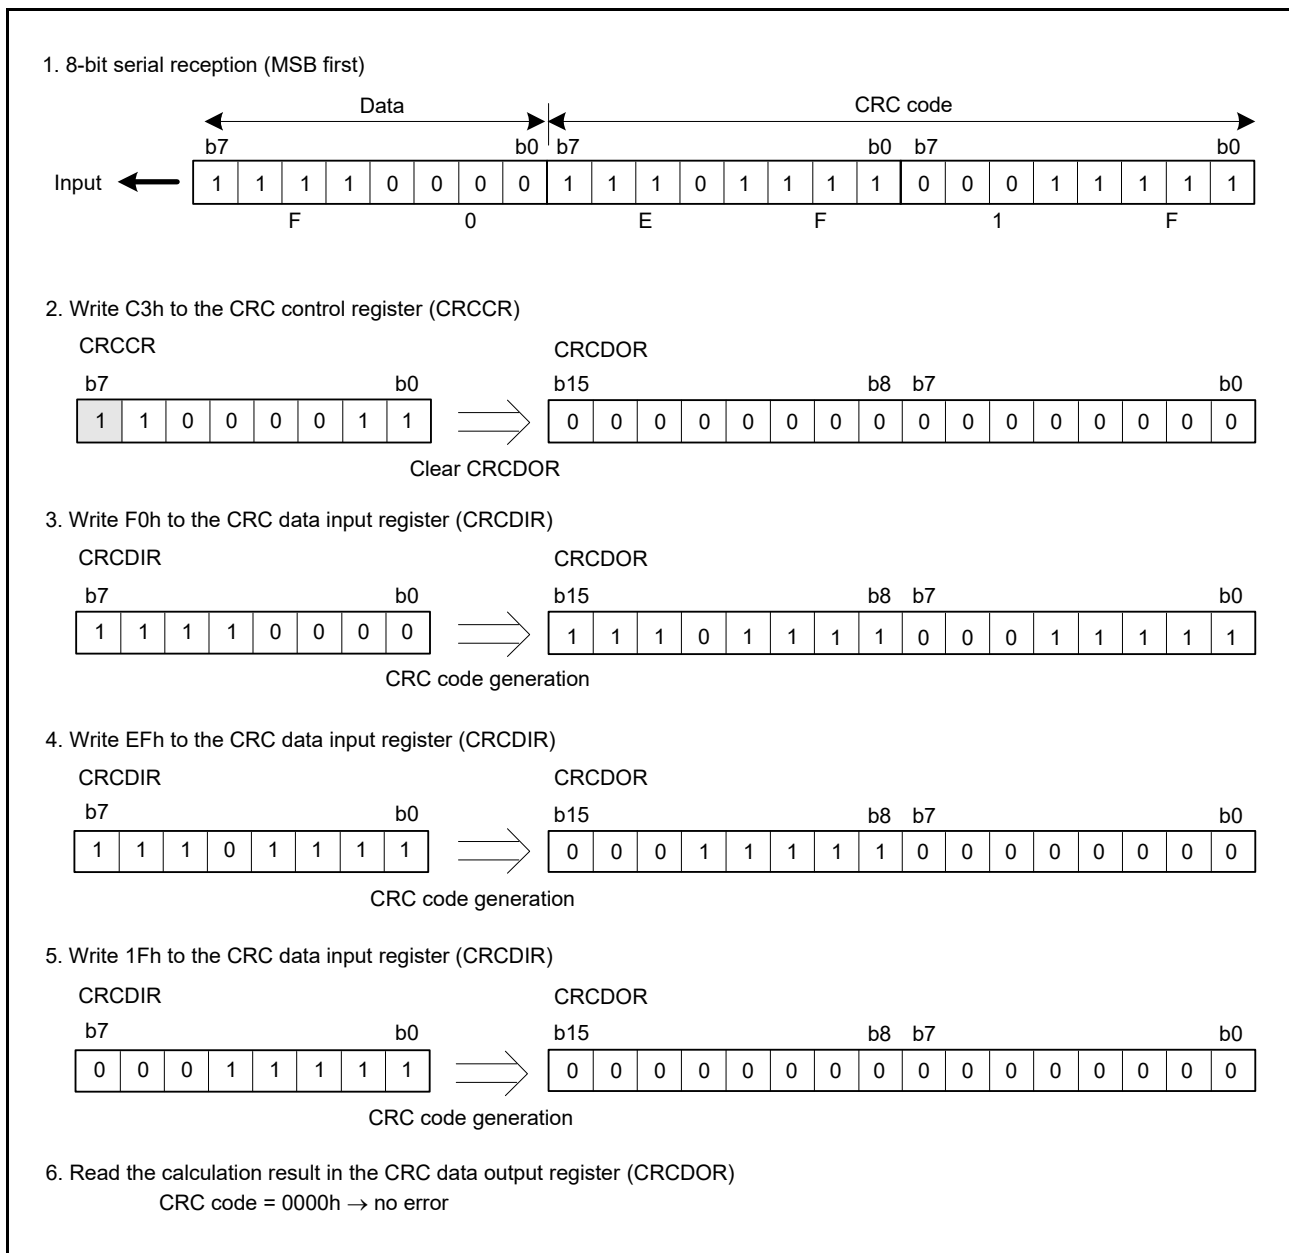 1. 8-bit serial reception (MSB first)
Data CRC code
b7 b0 b7 b0 b7 b0
Input 1 1 1 1 0 0 0 0 1 1 1 0 1 1 1 1 0 0 0 1 1 1 1 1
F 0 E F 1 F
2. Write C3h to the CRC control register (CRCCR)
CRCCR CRCDOR
b7 b0 b15 b8 b7 b0
1 1 0 0 0 0 1 1 0 0 0 0 0 0 0 0 0 0 0 0 0 0 0 0
Clear CRCDOR
3. Write F0h to the CRC data input register (CRCDIR)
CRCDIR CRCDOR
b7 b0 b15 b8 b7 b0
1 1 1 1 0 0 0 0 1 1 1 0 1 1 1 1 0 0 0 1 1 1 1 1
CRC code generation
4. Write EFh to the CRC data input register (CRCDIR)
CRCDIR CRCDOR
b7 b0 b15 b8 b7 b0
1 1 1 0 1 1 1 1 0 0 0 1 1 1 1 1 0 0 0 0 0 0 0 0
CRC code generation
5. Write 1Fh to the CRC data input register (CRCDIR)
CRCDIR CRCDOR
b7 b0 b15 b8 b7 b0
0 0 0 1 1 1 1 1 0 0 0 0 0 0 0 0 0 0 0 0 0 0 0 0
CRC code generation
6. Read the calculation result in the CRC data output register (CRCDOR)
CRC code = 0000h → no error